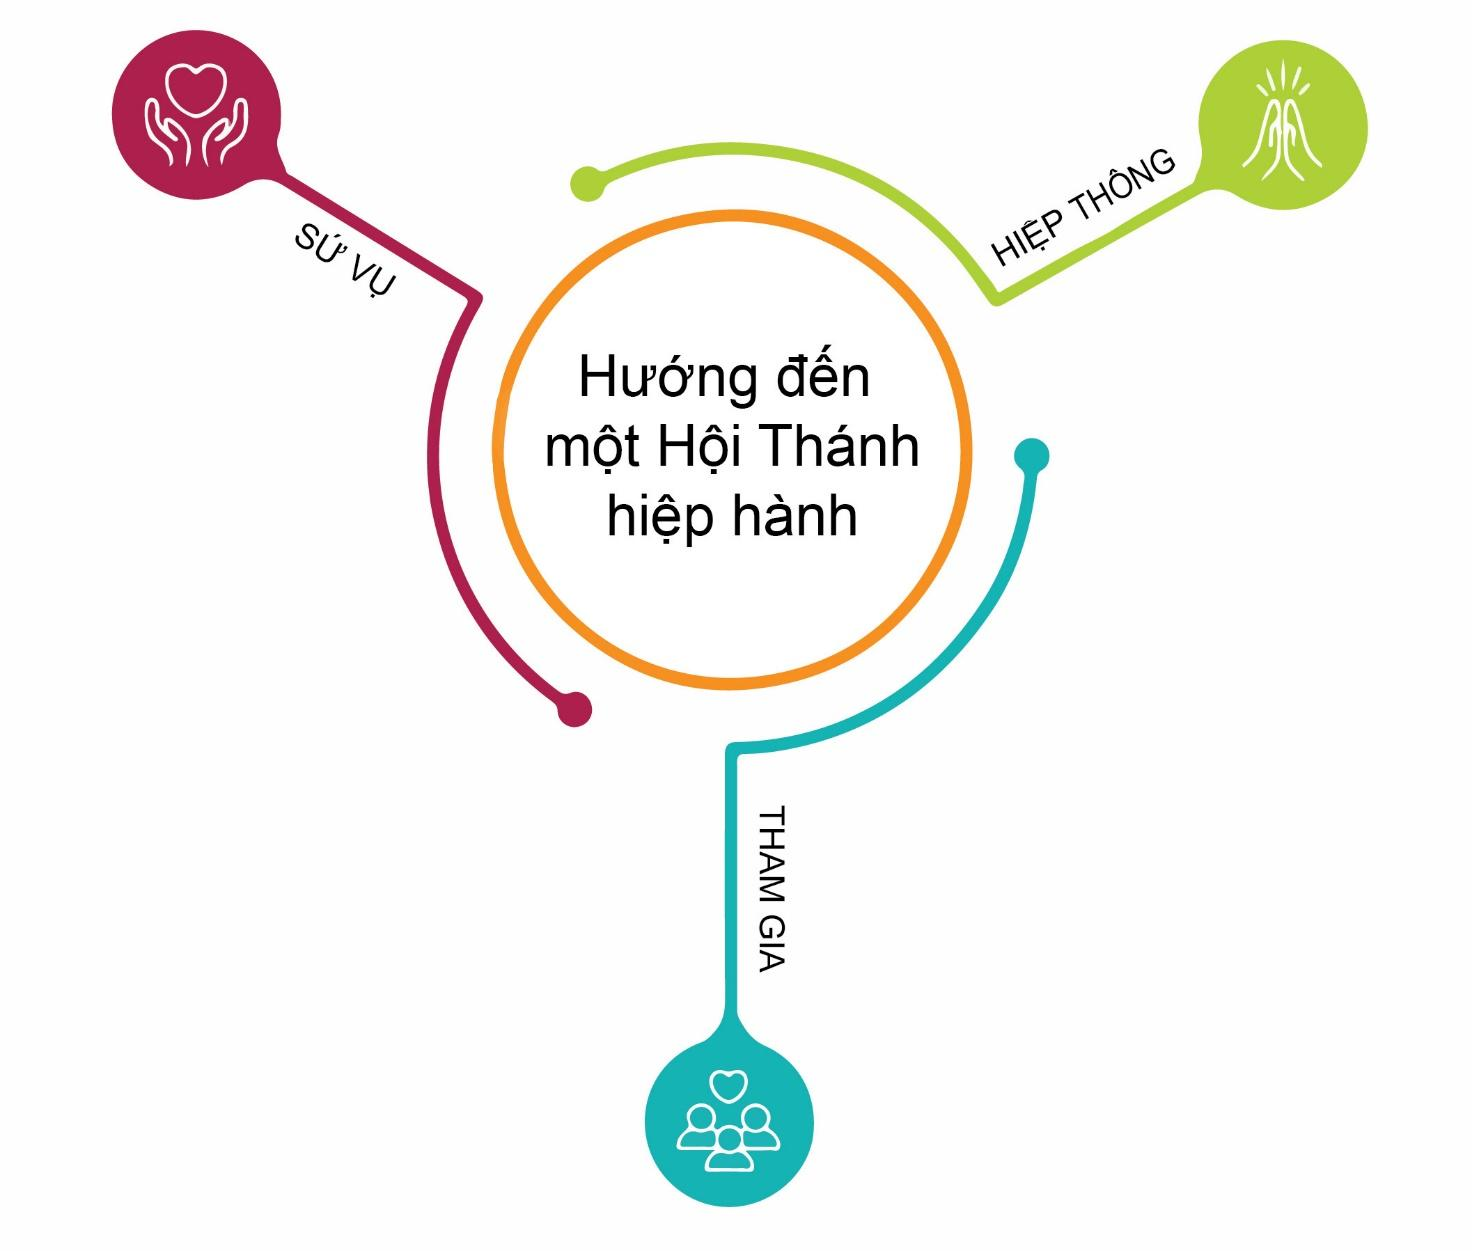 SỨ VỤ
HIỆP THÔNG
Hướng đến
một Hội Thánh
hiệp hành
THAM GIA